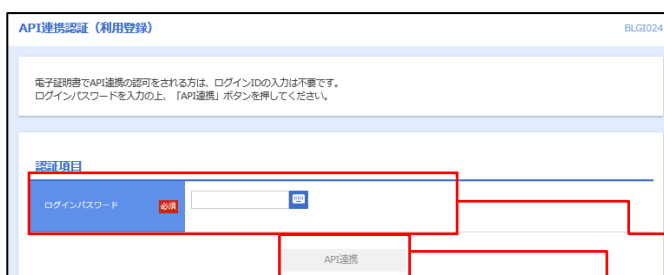 API連携認証（利用登録）
BLGI024
電子証明書でAPI連携の認可をされる方は、ログインIDの入力は不要です。
ログインパスワードを入力の上、「API連携」ボタンを押してください。
認証項目
ログインパスワード 必須
API連携